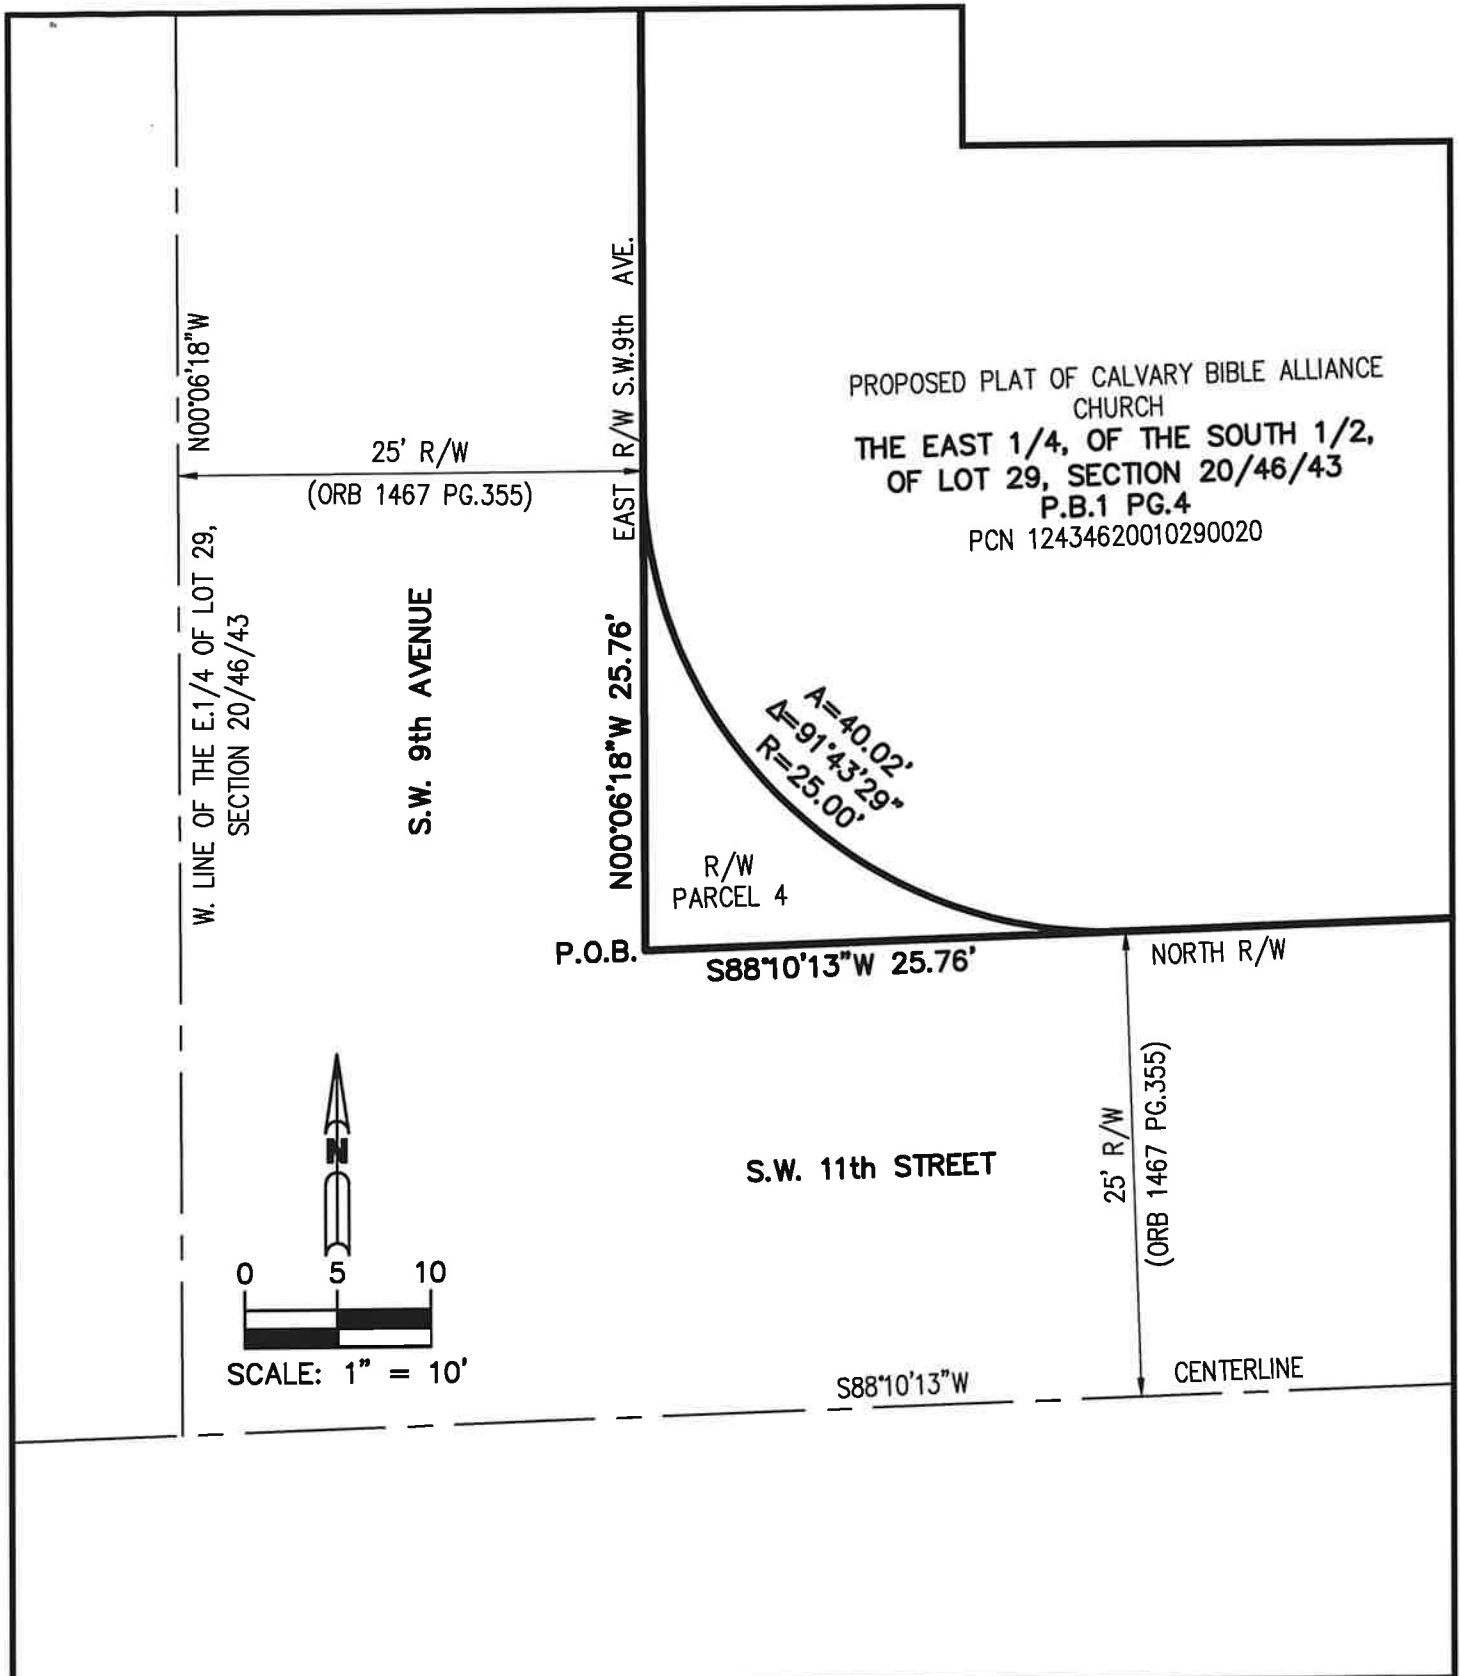 N00°06'18"W
W. LINE OF THE E.1/4 OF LOT 29,
SECTION 20/46/43
25' R/W
(ORB 1467 PG.355)
EAST R/W S.W.9th AVE.
S.W. 9th AVENUE
N00°06'18"W 25.76'
PROPOSED PLAT OF CALVARY BIBLE ALLIANCE
CHURCH
THE EAST 1/4, OF THE SOUTH 1/2,
OF LOT 29, SECTION 20/46/43
P.B.1 PG.4
PCN 12434620010290020
A=40.02'
Δ=91°43'29"
R=25.00'
R/W
PARCEL 4
P.O.B.
S88°10'13"W 25.76'
NORTH R/W
25' R/W
(ORB 1467 PG.355)
S.W. 11th STREET
N
0 5 10
SCALE: 1" = 10'
S88°10'13"W
CENTERLINE